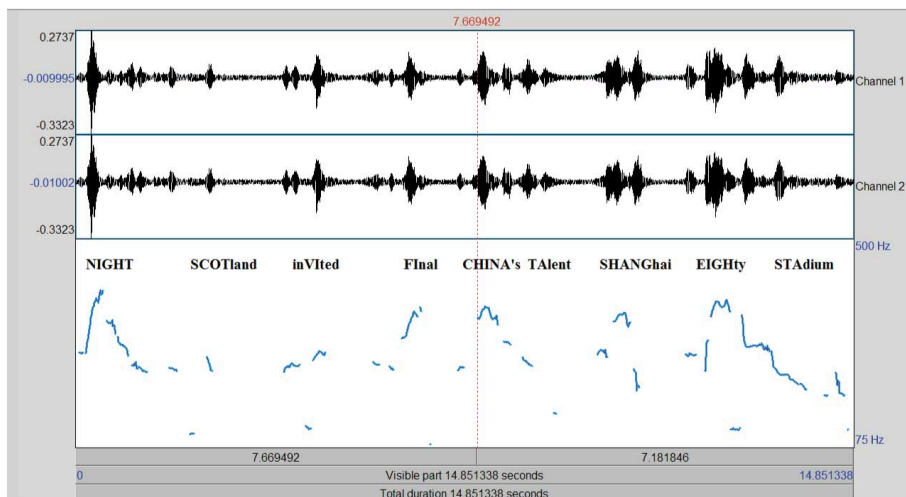 7.669492
0.2737
-0.009995
Channel 1
-0.3323
0.2737
-0.01002
Channel 2
-0.3323
500 Hz
NIGHT SCOTland inVIted FInal CHINA's TAlent SHANGhai EIGHty STAdium
75 Hz
7.669492 7.181846
0 Visible part 14.851338 seconds 14.851338
Total duration 14.851338 seconds